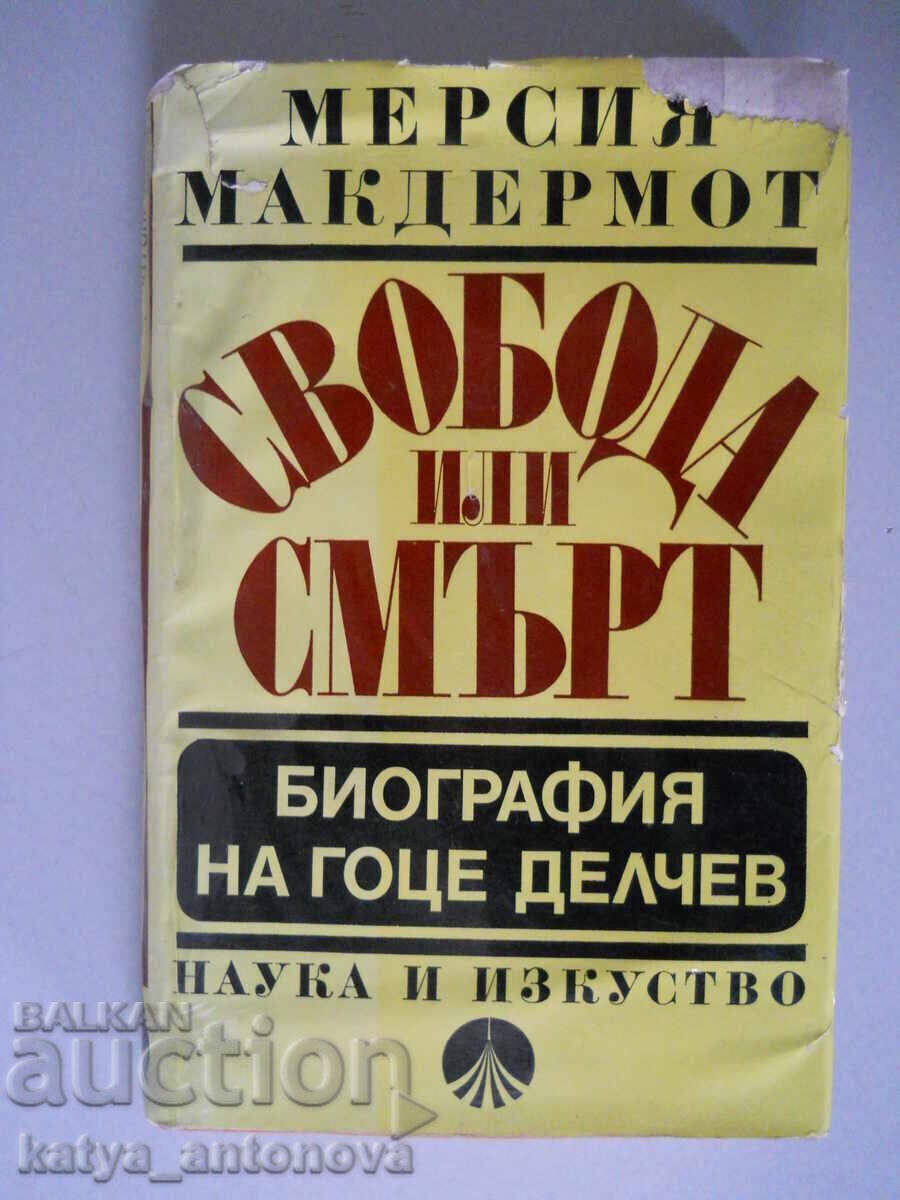 МЕРСИЯ
МАКДЕРМОТ
СВОБОДА
ИЛИ
СМЪРТ
БИОГРАФИЯ
НА ГОЦЕ ДЕЛЧЕВ
НАУКА И ИЗКУСТВО
BALKAN
auction
katya_antonova